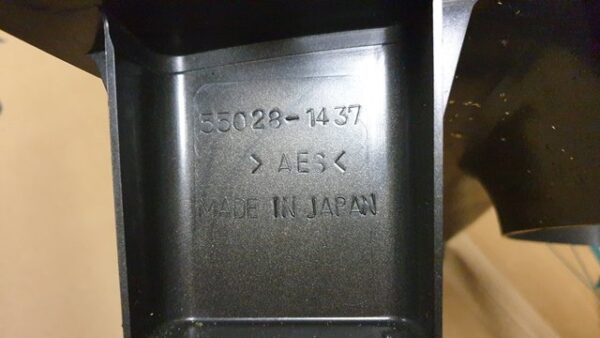 55028-1437
> AES <
MADE IN JAPAN